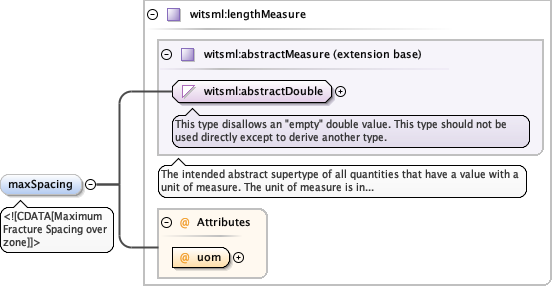 witsml:lengthMeasure
witsml:abstractMeasure (extension base)
witsml:abstractDouble
This type disallows an "empty" double value. This type should not be
used directly except to derive another type.
The intended abstract supertype of all quantities that have a value with a
unit of measure. The unit of measure is in...
maxSpacing
<![CDATA[Maximum
Fracture Spacing over
zone]]>
@ Attributes
@ uom